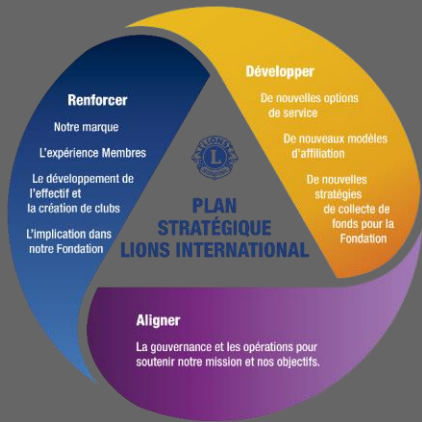 Renforcer
Notre marque
L'expérience Membres
Le développement de
l'effectif et
la création de clubs
L'implication dans
notre Fondation
Développer
De nouvelles options
de service
De nouveaux modèles
d'affiliation
De nouvelles
stratégies
de collecte de
fonds pour la
Fondation
LIONS
L
PLAN
STRATÉGIQUE
LIONS INTERNATIONAL
Aligner
La gouvernance et les opérations pour
soutenir notre mission et nos objectifs.